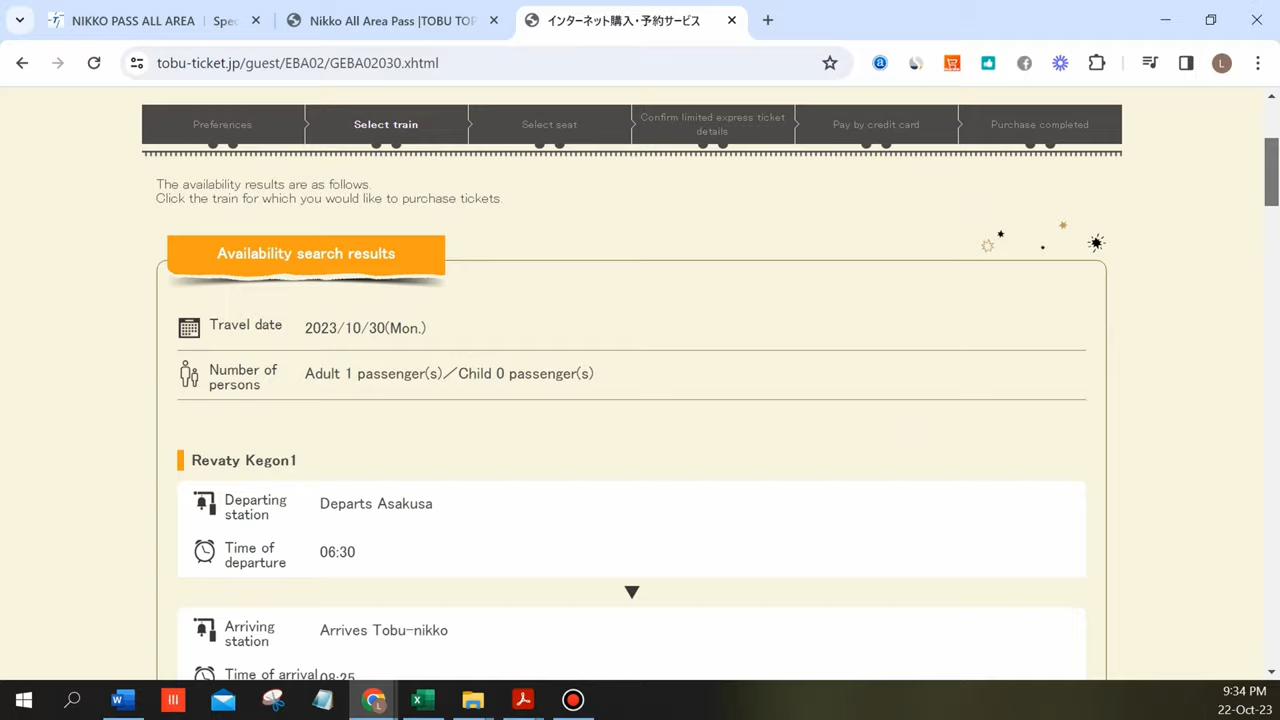 NIKKO PASS ALL AREA | Spec
Nikko All Area Pass |TOBU TOP
インターネット購入・予約サービス
tobu-ticket.jp/guest/EBA02/GEBA02030.xhtml
Preferences
Select train
Select seat
Confirm limited express ticket
details
Pay by credit card
Purchase completed
The availability results are as follows.
Click the train for which you would like to purchase tickets.
Availability search results
Travel date
2023/10/30(Mon.)
Number of
persons
Adult 1 passenger(s)／Child 0 passenger(s)
Revaty Kegon1
Departing
station
Departs Asakusa
Time of
departure
06:30
Arriving
station
Arrives Tobu-nikko
Time of arrival
08:25
9:34 PM
22-Oct-23